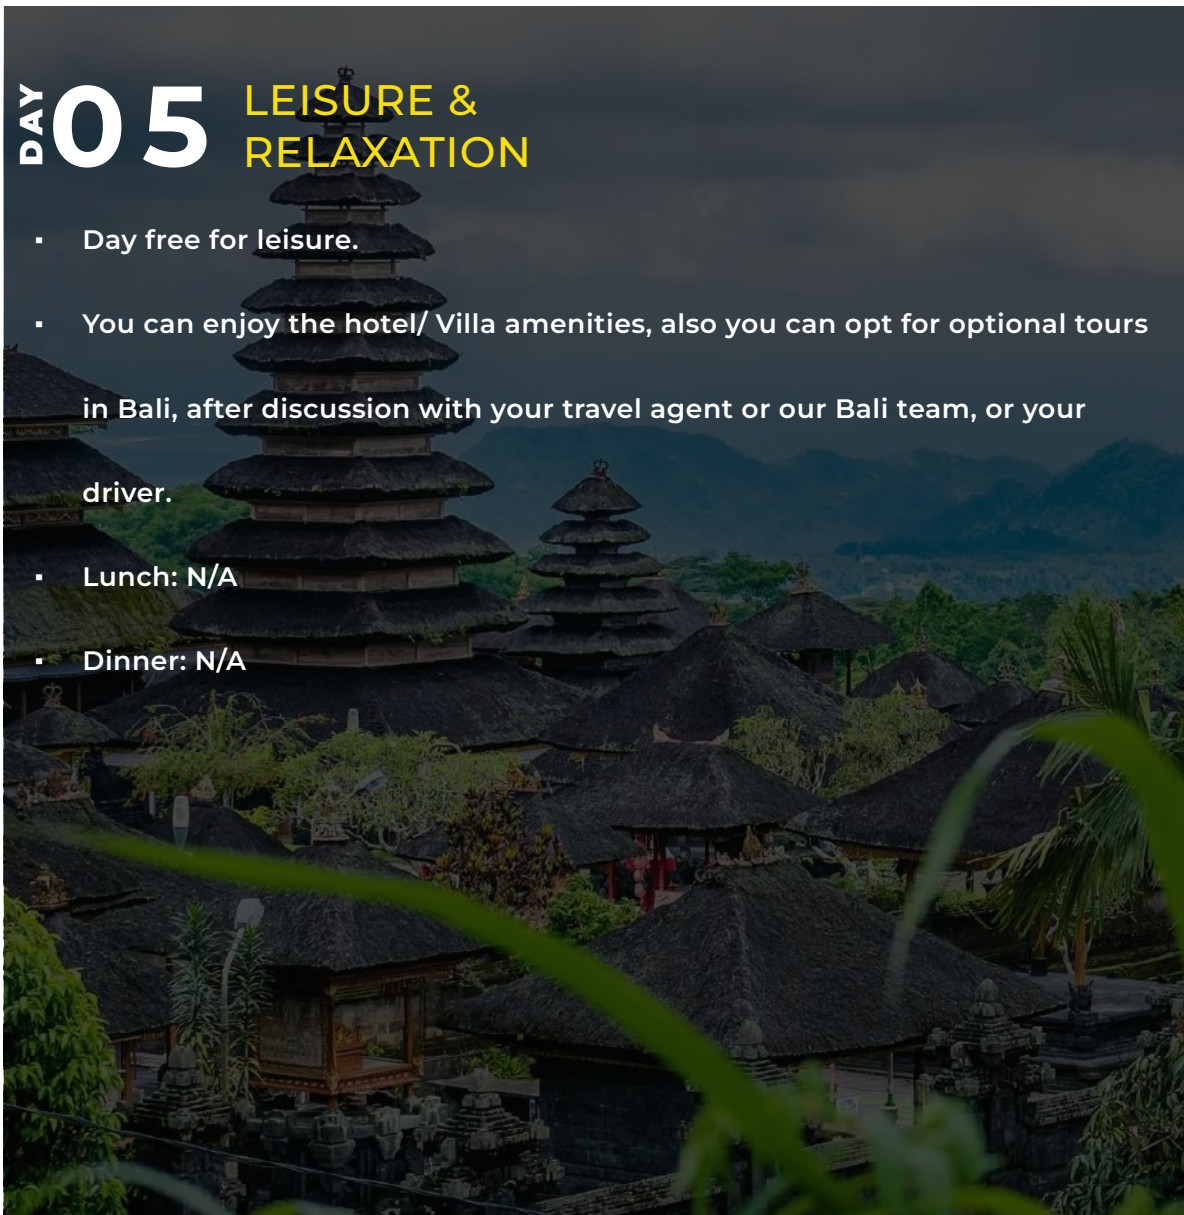 DAY 05 LEISURE &
RELAXATION
▪ Day free for leisure.
▪ You can enjoy the hotel/ Villa amenities, also you can opt for optional tours
in Bali, after discussion with your travel agent or our Bali team, or your
driver.
▪ Lunch: N/A
▪ Dinner: N/A